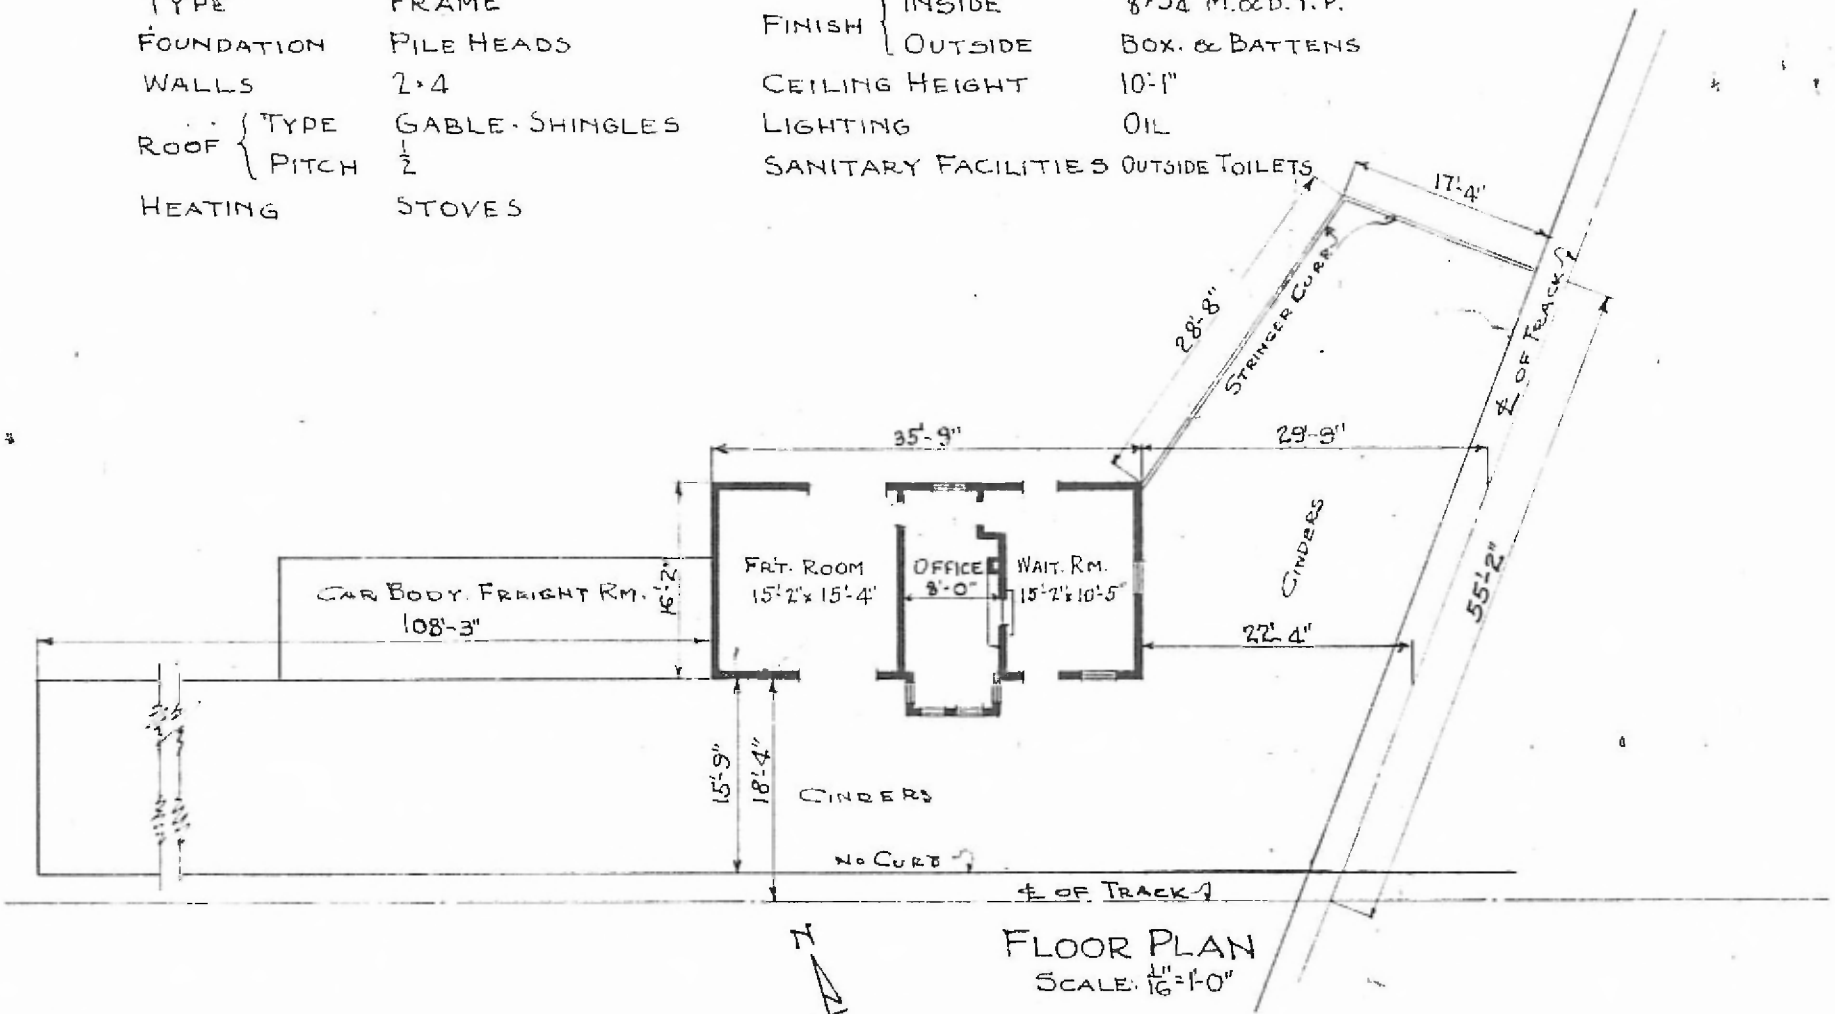 TYPE FRAME
FOUNDATION PILE HEADS
WALLS 2×4
ROOF { TYPE GABLE-SHINGLES
PITCH 1/2
HEATING STOVES
FINISH { INSIDE
OUTSIDE BOX. & BATTENS
CEILING HEIGHT 10'-1"
LIGHTING OIL
SANITARY FACILITIES OUTSIDE TOILETS
17'-4"
28'-8"
STRINGER CURB
℄ OF TRACK
35'-9"
29'-9"
CINDERS
55'-2"
22'-4"
FRT. ROOM
15'-2" x 15'-4"
OFFICE
8'-0"
WAIT. RM.
15'-2" x 10'-5"
16'-2"
CAR BODY. FREIGHT RM.
108'-3"
15'-9"
18'-4"
CINDERS
NO CURB
℄ OF TRACK
N
FLOOR PLAN
SCALE: 1/16"=1'-0"